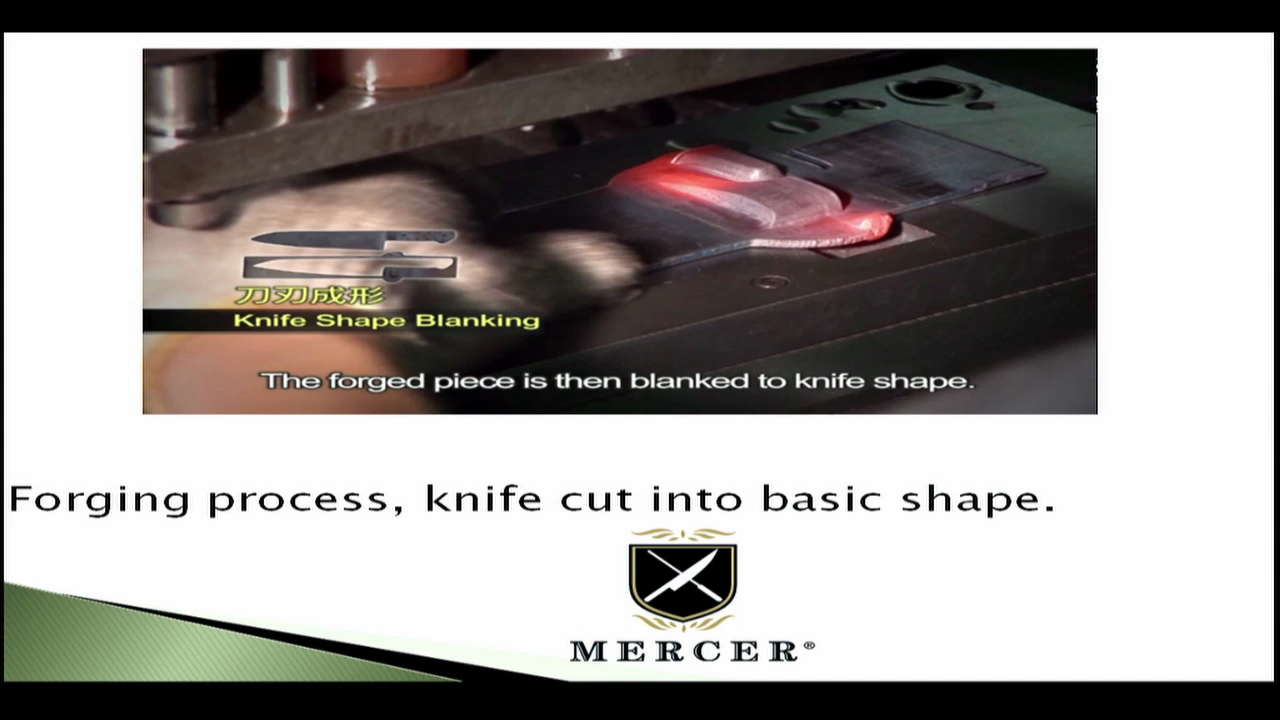 刀刃成形
Knife Shape Blanking
The forged piece is then blanked to knife shape.
Forging process, knife cut into basic shape.
MERCER®